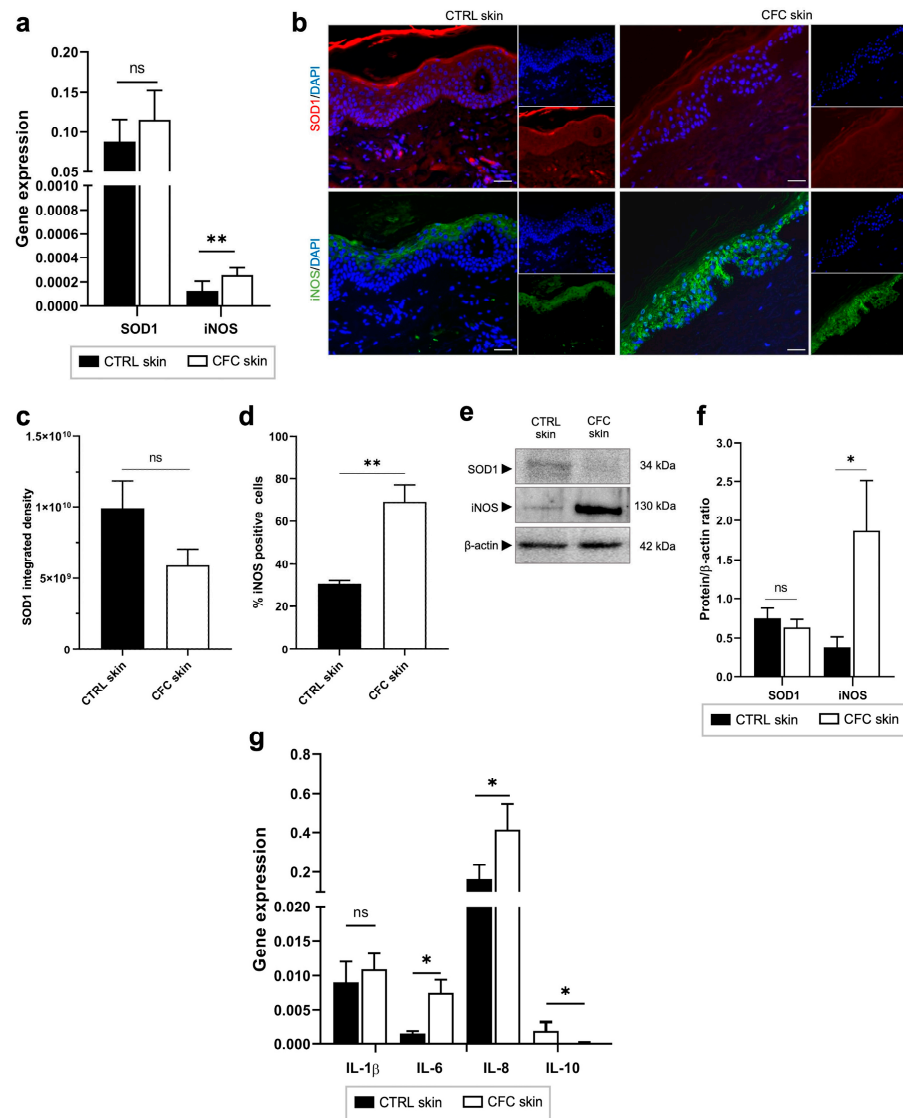 a
Gene expression
0.20
0.15
0.10
0.05
0.0010
0.0008
0.0006
0.0004
0.0002
0.0000
ns
**
SOD1 iNOS
CTRL skin CFC skin
b
CTRL skin CFC skin
SOD1/DAPI
iNOS/DAPI
c
SOD1 integrated density
1.5×10¹⁰
1×10¹⁰
5×10⁹
0
ns
CTRL skin CFC skin
d
% iNOS positive cells
100
80
60
40
20
0
**
CTRL skin CFC skin
e
CTRL skin CFC skin
SOD1 34 kDa
iNOS 130 kDa
β-actin 42 kDa
f
Protein/β-actin ratio
3.0
2.5
2.0
1.5
1.0
0.5
0.0
ns
*
SOD1 iNOS
CTRL skin CFC skin
g
Gene expression
0.8
0.6
0.4
0.2
0.020
0.015
0.010
0.005
0.000
ns
*
*
*
IL-1β IL-6 IL-8 IL-10
CTRL skin CFC skin